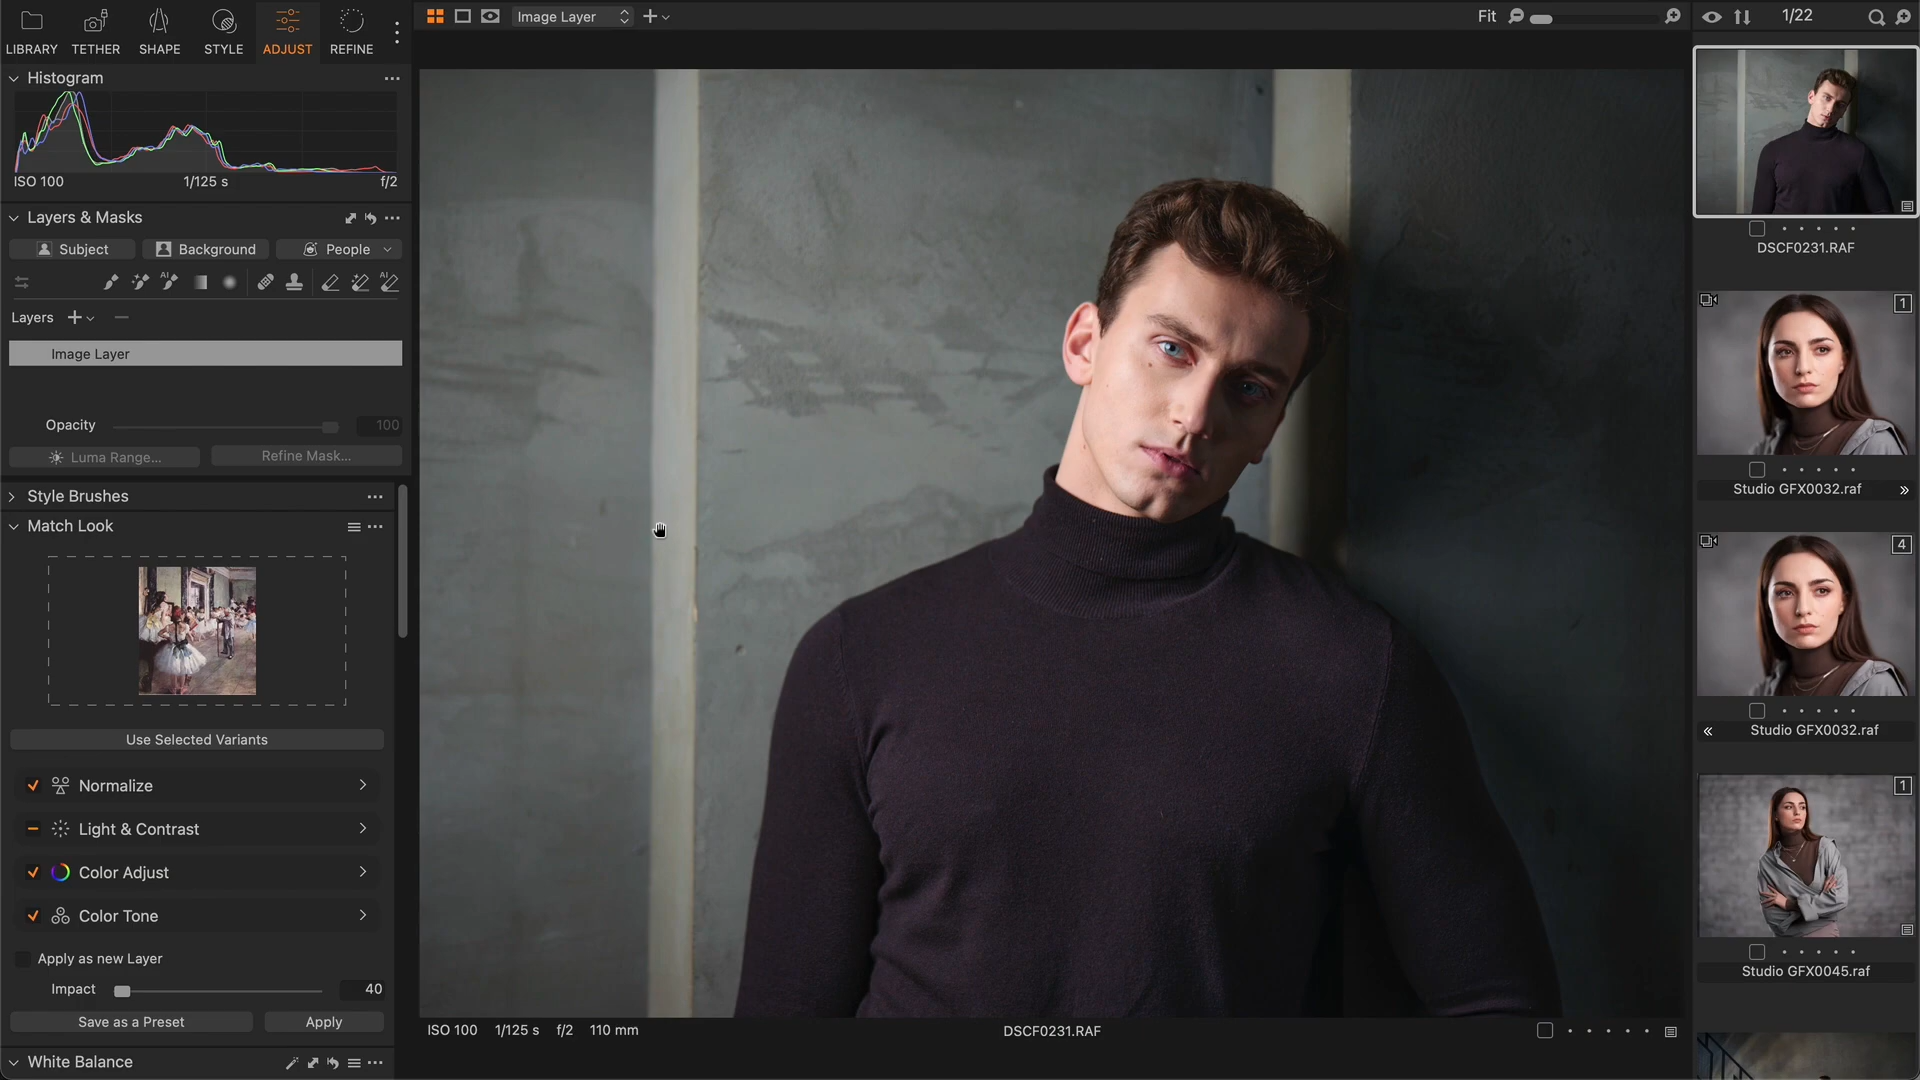 LIBRARY TETHER SHAPE STYLE ADJUST REFINE
Image Layer
Fit
1/22
Histogram
ISO 100 1/125 s f/2
Layers & Masks
Subject Background People
Layers
Image Layer
Opacity 100
Luma Range... Refine Mask...
Style Brushes
Match Look
Use Selected Variants
Normalize
Light & Contrast
Color Adjust
Color Tone
Apply as new Layer
Impact 40
Save as a Preset Apply
White Balance
ISO 100 1/125 s f/2 110 mm
DSCF0231.RAF
DSCF0231.RAF
1
Studio GFX0032.raf
4
Studio GFX0032.raf
1
Studio GFX0045.raf
AI
AI